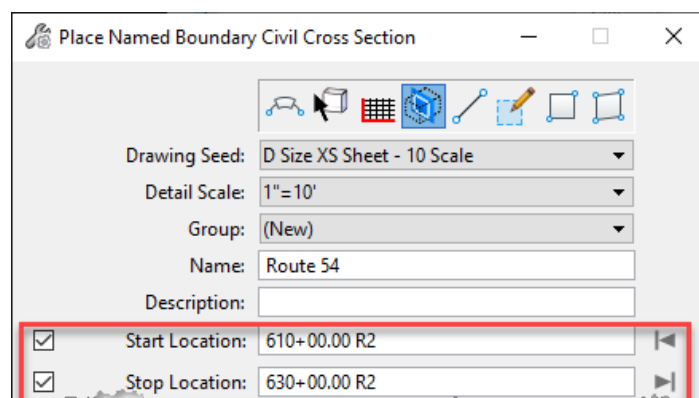 Place Named Boundary Civil Cross Section
Drawing Seed: D Size XS Sheet - 10 Scale
Detail Scale: 1"=10'
Group: (New)
Name: Route 54
Description:
Start Location: 610+00.00 R2
Stop Location: 630+00.00 R2